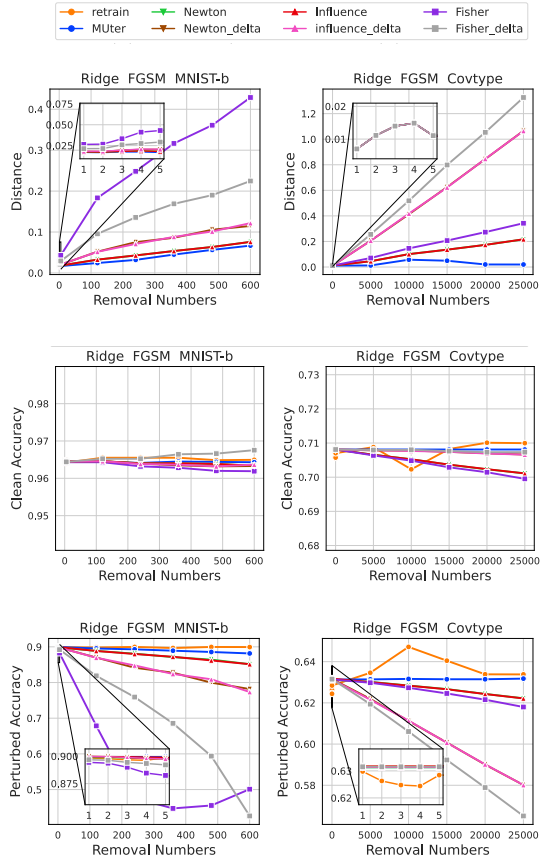 retrain Newton Influence Fisher
MUter Newton_delta influence_delta Fisher_delta
Ridge FGSM MNIST-b
Distance
0.4
0.3
0.2
0.1
0.0
0.075
0.050
0.025
1 2 3 4 5
0 100 200 300 400 500 600
Removal Numbers
Ridge FGSM Covtype
Distance
1.2
1.0
0.8
0.6
0.4
0.2
0.0
0.02
0.01
1 2 3 4 5
0 5000 10000 15000 20000 25000
Removal Numbers
Ridge FGSM MNIST-b
Clean Accuracy
0.98
0.97
0.96
0.95
0 100 200 300 400 500 600
Removal Numbers
Ridge FGSM Covtype
Clean Accuracy
0.73
0.72
0.71
0.70
0.69
0.68
0 5000 10000 15000 20000 25000
Removal Numbers
Ridge FGSM MNIST-b
Perturbed Accuracy
0.9
0.8
0.7
0.6
0.5
0.900
0.875
1 2 3 4 5
0 100 200 300 400 500 600
Removal Numbers
Ridge FGSM Covtype
Perturbed Accuracy
0.64
0.62
0.60
0.58
0.63
0.62
1 2 3 4 5
0 5000 10000 15000 20000 25000
Removal Numbers